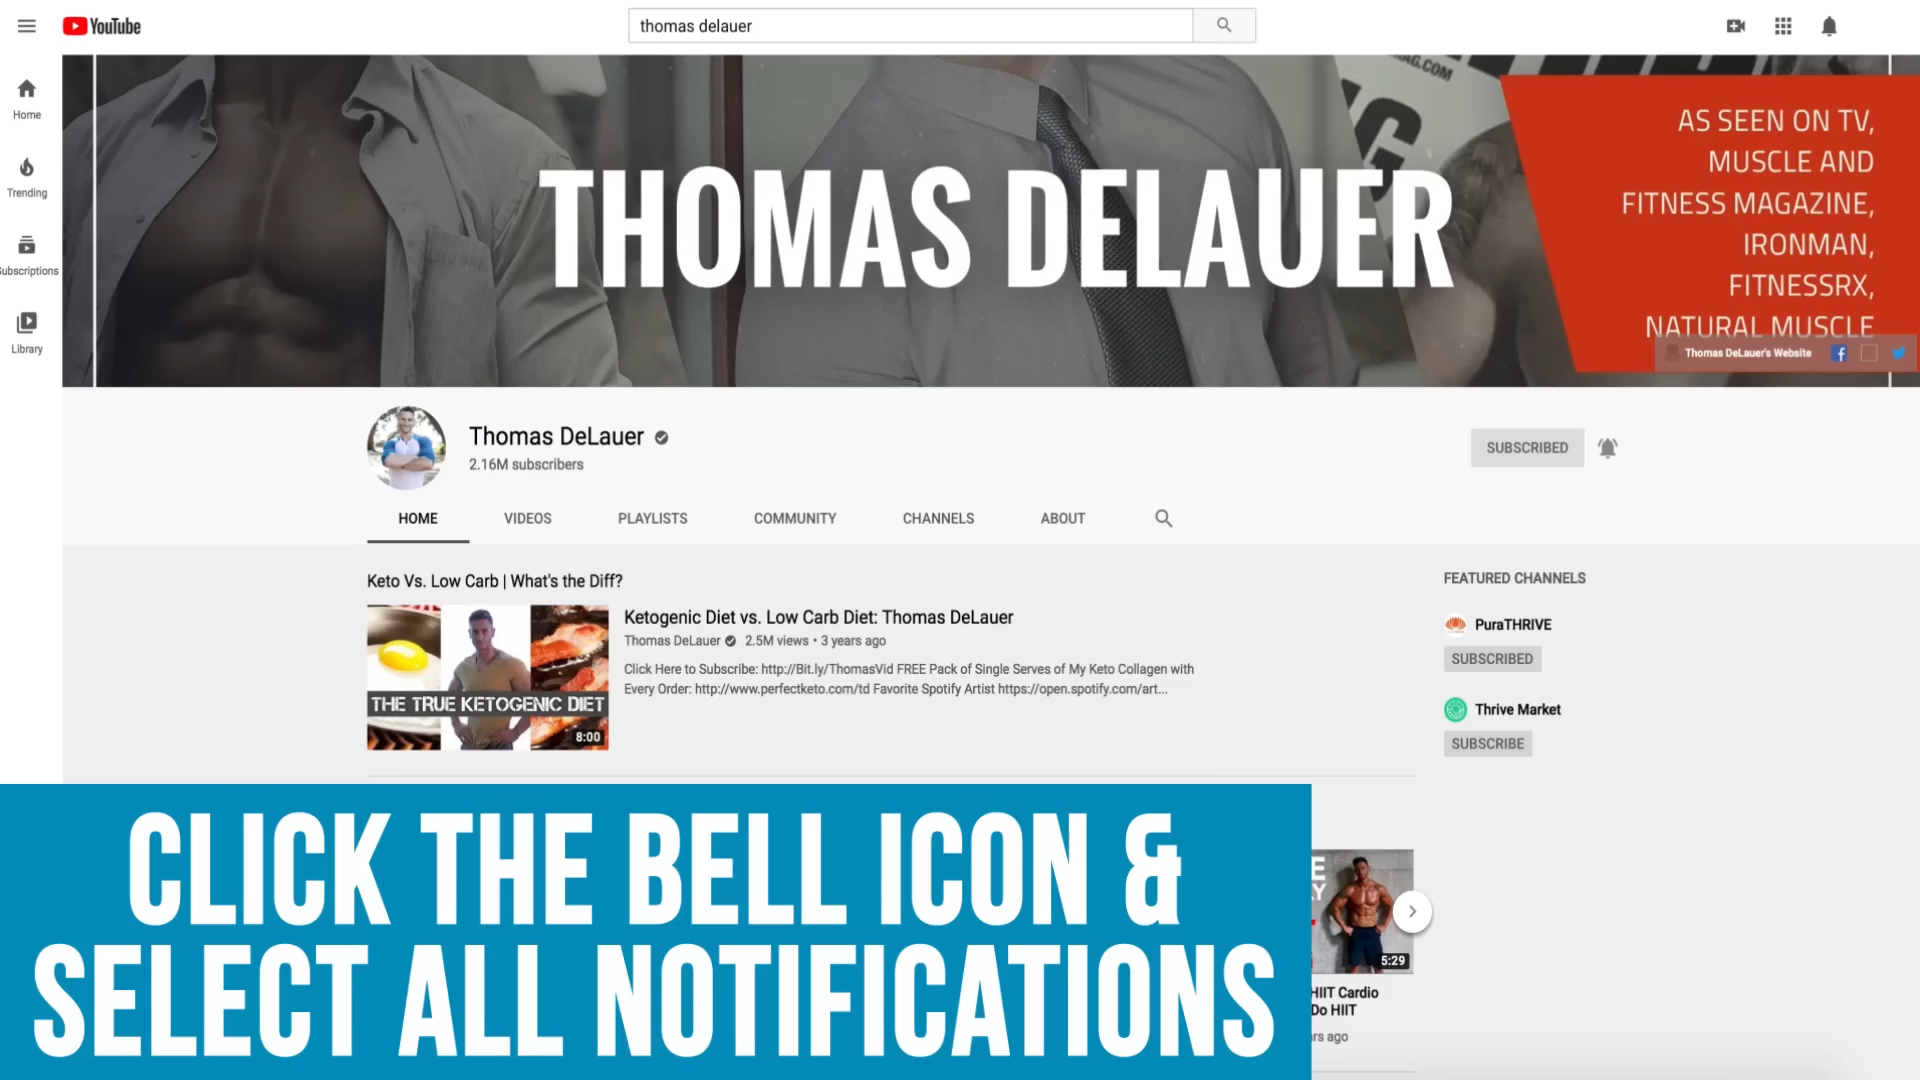 YouTube
thomas delauer
Home
Trending
Subscriptions
Library
AG.COM
THOMAS DELAUER
AS SEEN ON TV,
MUSCLE AND
FITNESS MAGAZINE,
IRONMAN,
FITNESSRX,
NATURAL MUSCLE
Thomas DeLauer's Website
Thomas DeLauer
2.16M subscribers
SUBSCRIBED
HOME VIDEOS PLAYLISTS COMMUNITY CHANNELS ABOUT
Keto Vs. Low Carb | What's the Diff?
THE TRUE KETOGENIC DIET
8:00
Ketogenic Diet vs. Low Carb Diet: Thomas DeLauer
Thomas DeLauer 2.5M views • 3 years ago
Click Here to Subscribe: http://Bit.ly/ThomasVid FREE Pack of Single Serves of My Keto Collagen with
Every Order: http://www.perfectketo.com/td Favorite Spotify Artist https://open.spotify.com/art...
FEATURED CHANNELS
PuraTHRIVE
SUBSCRIBED
Thrive Market
SUBSCRIBE
CLICK THE BELL ICON &
SELECT ALL NOTIFICATIONS
5:29
HIIT Cardio
Do HIIT
rs ago